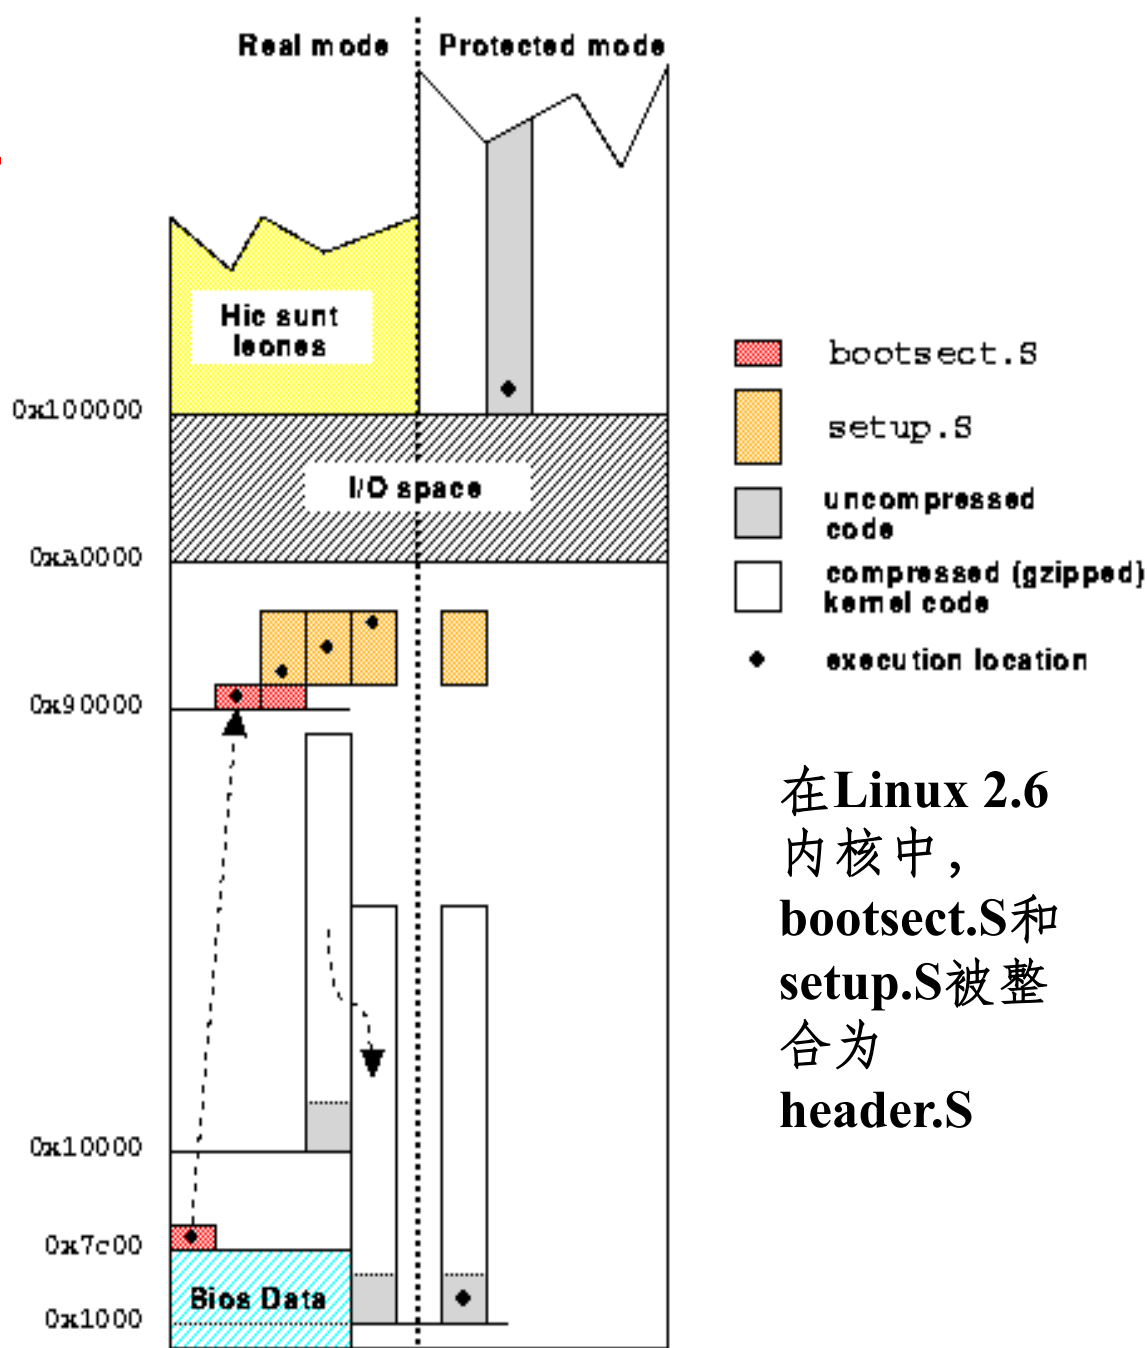 Real mode
Protected mode
Hic sunt
leones
0x100000
I/O space
0xA0000
0x90000
0x10000
0x7c00
Bios Data
0x1000
bootsect.S
setup.S
uncompressed
code
compressed (gzipped)
kernel code
execution location
在Linux 2.6
内核中，
bootsect.S和
setup.S被整
合为
header.S